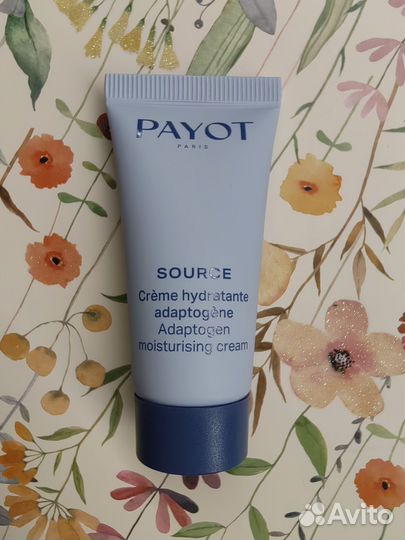 PAYOT
PARIS
SOURCE
Crème hydratante
adaptogène
Adaptogen
moisturising cream
Avito